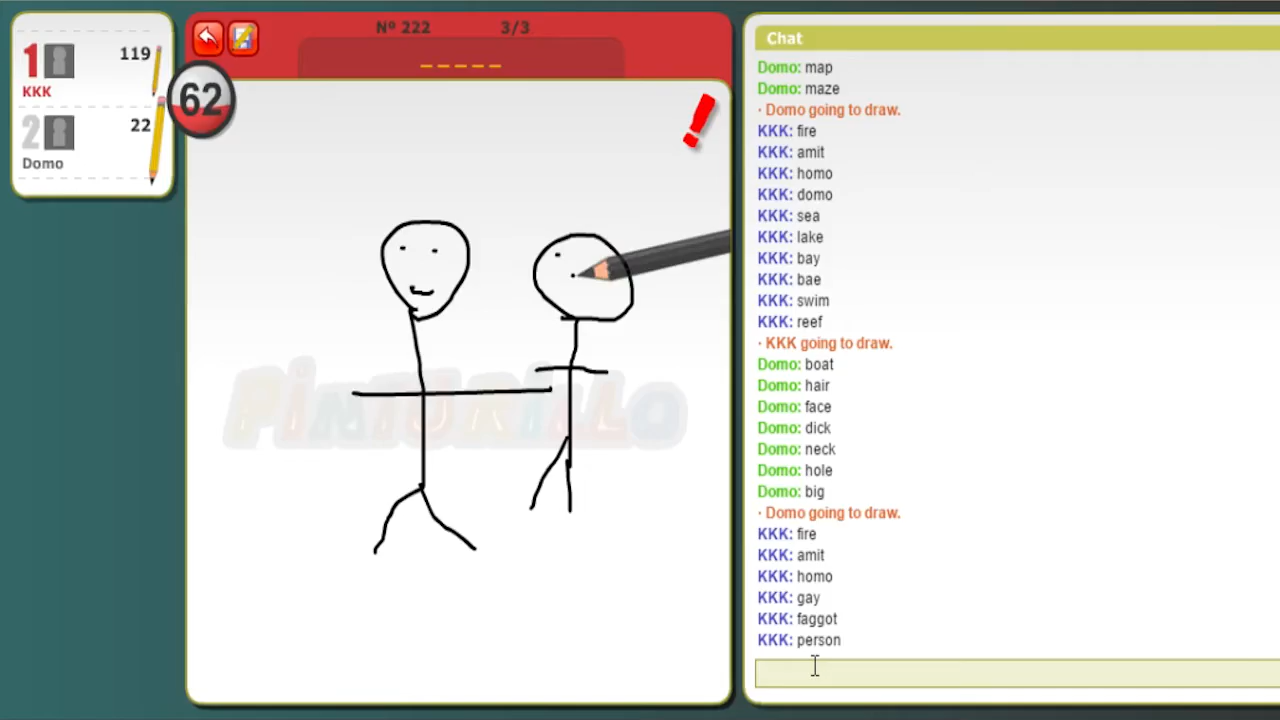 Nº 222 3/3
1 119
KKK
62
2 22
Domo
PiNTURiLLO
Chat
Domo: map
Domo: maze
· Domo going to draw.
KKK: fire
KKK: amit
KKK: homo
KKK: domo
KKK: sea
KKK: lake
KKK: bay
KKK: bae
KKK: swim
KKK: reef
· KKK going to draw.
Domo: boat
Domo: hair
Domo: face
Domo: dick
Domo: neck
Domo: hole
Domo: big
· Domo going to draw.
KKK: fire
KKK: amit
KKK: homo
KKK: gay
KKK: faggot
KKK: person